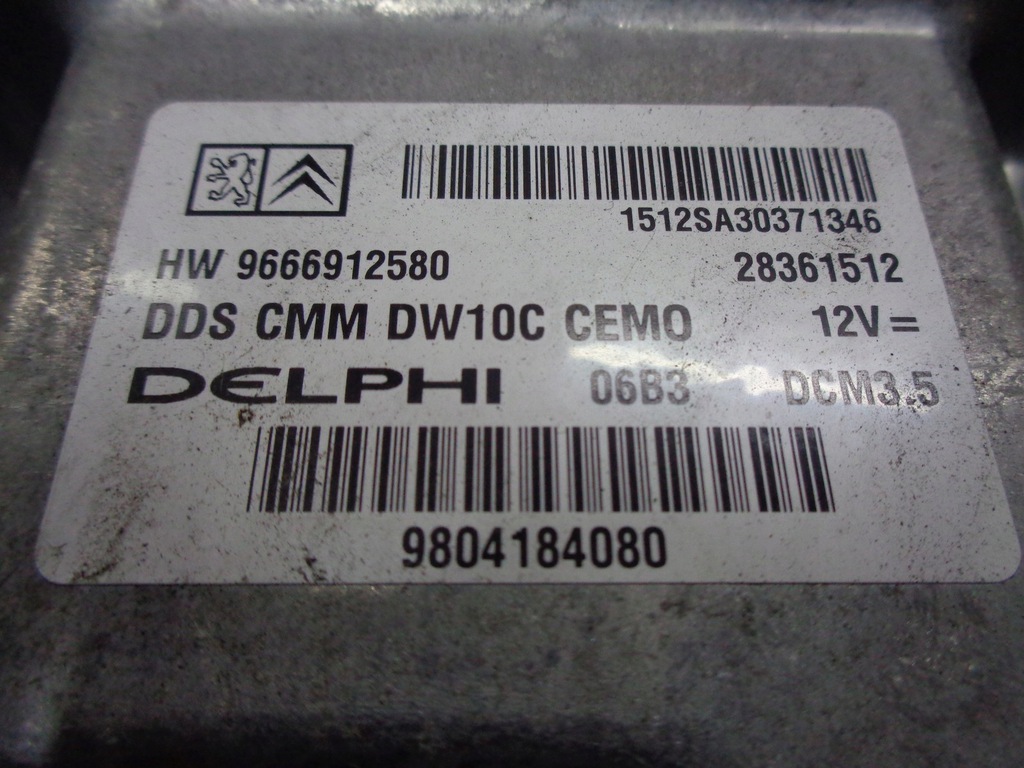 1512SA30371346
HW 9666912580 28361512
DDS CMM DW10C CEMO 12V=
DELPHI 06B3 DCM3.5
9804184080